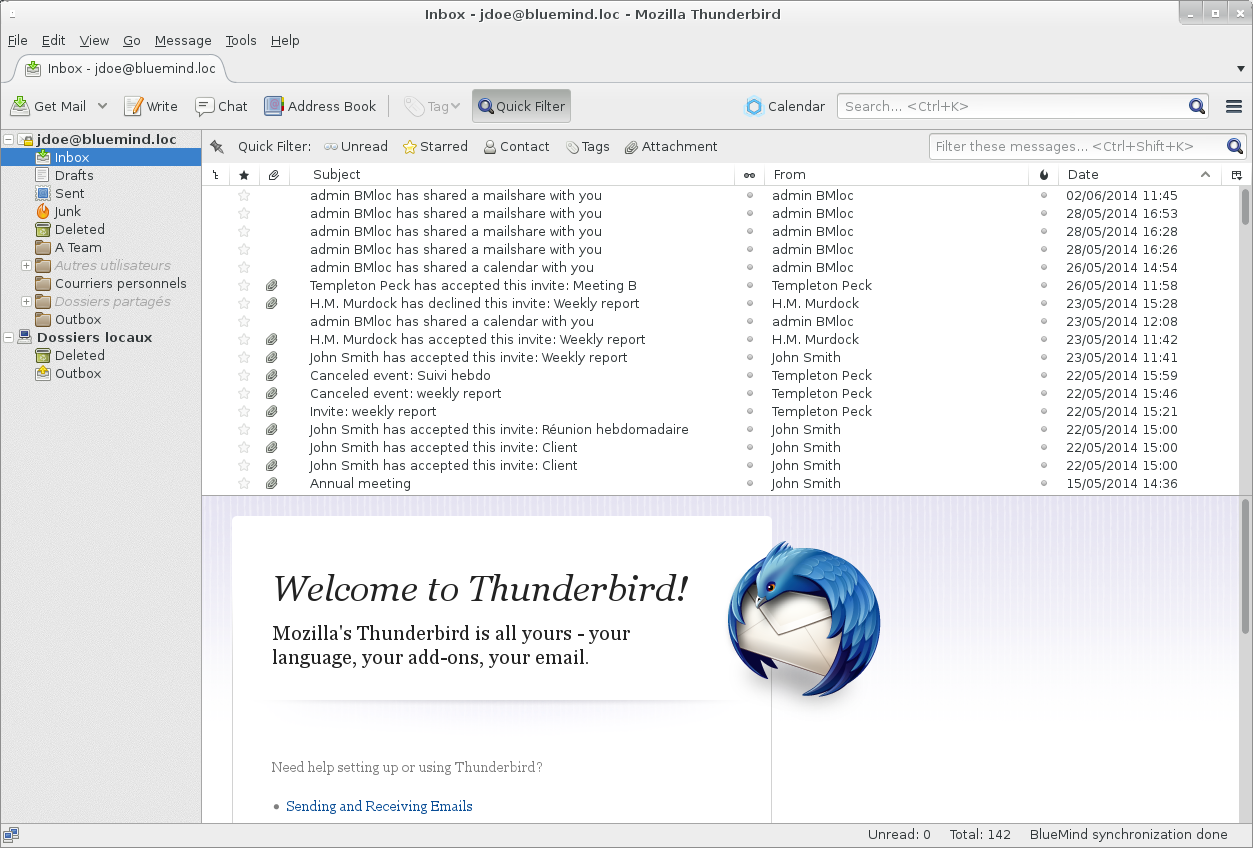 Inbox - jdoe@bluemind.loc - Mozilla Thunderbird
File Edit View Go Message Tools Help
Inbox - jdoe@bluemind.loc
Get Mail Write Chat Address Book Tag Quick Filter Calendar Search... <Ctrl+K>
jdoe@bluemind.loc
Inbox
Drafts
Sent
Junk
Deleted
A Team
Autres utilisateurs
Courriers personnels
Dossiers partagés
Outbox
Dossiers locaux
Deleted
Outbox
Quick Filter: Unread Starred Contact Tags Attachment Filter these messages... <Ctrl+Shift+K>
Subject From Date
admin BMloc has shared a mailshare with you admin BMloc 02/06/2014 11:45
admin BMloc has shared a mailshare with you admin BMloc 28/05/2014 16:53
admin BMloc has shared a mailshare with you admin BMloc 28/05/2014 16:28
admin BMloc has shared a mailshare with you admin BMloc 28/05/2014 16:26
admin BMloc has shared a calendar with you admin BMloc 26/05/2014 14:54
Templeton Peck has accepted this invite: Meeting B Templeton Peck 26/05/2014 11:58
H.M. Murdock has declined this invite: Weekly report H.M. Murdock 23/05/2014 15:28
admin BMloc has shared a calendar with you admin BMloc 23/05/2014 12:08
H.M. Murdock has accepted this invite: Weekly report H.M. Murdock 23/05/2014 11:42
John Smith has accepted this invite: Weekly report John Smith 23/05/2014 11:41
Canceled event: Suivi hebdo Templeton Peck 22/05/2014 15:59
Canceled event: weekly report Templeton Peck 22/05/2014 15:46
Invite: weekly report Templeton Peck 22/05/2014 15:21
John Smith has accepted this invite: Réunion hebdomadaire John Smith 22/05/2014 15:00
John Smith has accepted this invite: Client John Smith 22/05/2014 15:00
John Smith has accepted this invite: Client John Smith 22/05/2014 15:00
Annual meeting John Smith 15/05/2014 14:36
Welcome to Thunderbird!
Mozilla's Thunderbird is all yours - your
language, your add-ons, your email.
Need help setting up or using Thunderbird?
• Sending and Receiving Emails
Unread: 0 Total: 142 BlueMind synchronization done